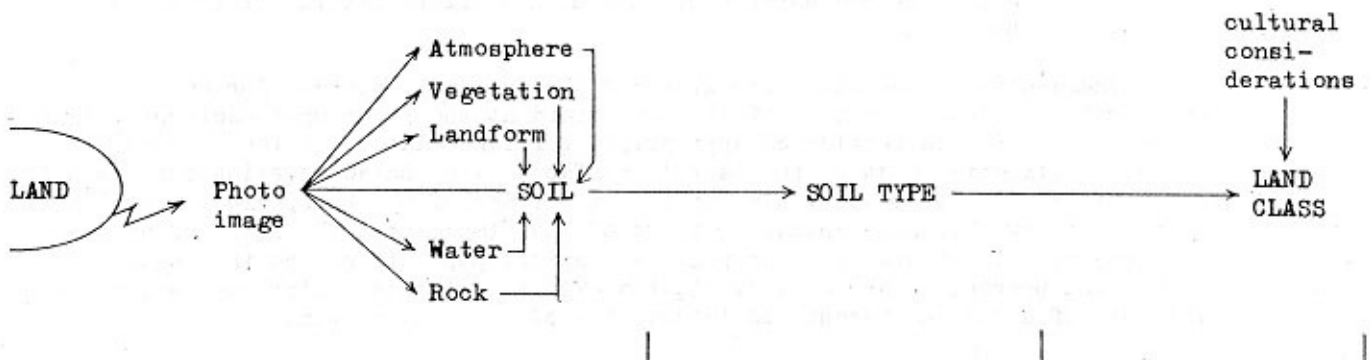 cultural
consi-
derations
Atmosphere
Vegetation
Landform
LAND
Photo
image
SOIL
SOIL TYPE
LAND
CLASS
Water
Rock